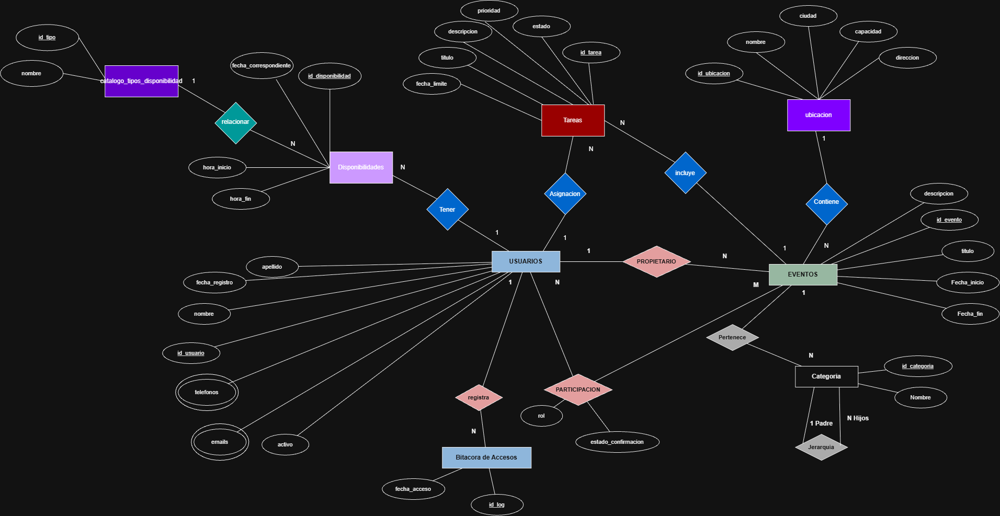 prioridad
ciudad
estado
descripcion
capacidad
id_tipo
nombre
id_tarea
titulo
direccion
fecha_correspondiente
nombre
id_disponibilidad
id_ubicacion
catalogo_tipos_disponibilidad
1
fecha_limite
ubicacion
relacionar
Tareas
N
1
N
N
hora_inicio
Disponibilidades
N
incluye
Asignacion
descripcion
hora_fin
Contiene
Tener
id_evento
1
1
N
1
titulo
1
N
USUARIOS
PROPIETARIO
apellido
EVENTOS
fecha_registro
1
N
M
Fecha_inicio
1
nombre
Fecha_fin
Pertenece
id_usuario
N
id_categoria
Categoria
telefonos
PARTICIPACION
registra
Nombre
rol
N Hijos
1 Padre
N
emails
activo
estado_confirmacion
Jerarquia
Bitacora de Accesos
fecha_acceso
id_log